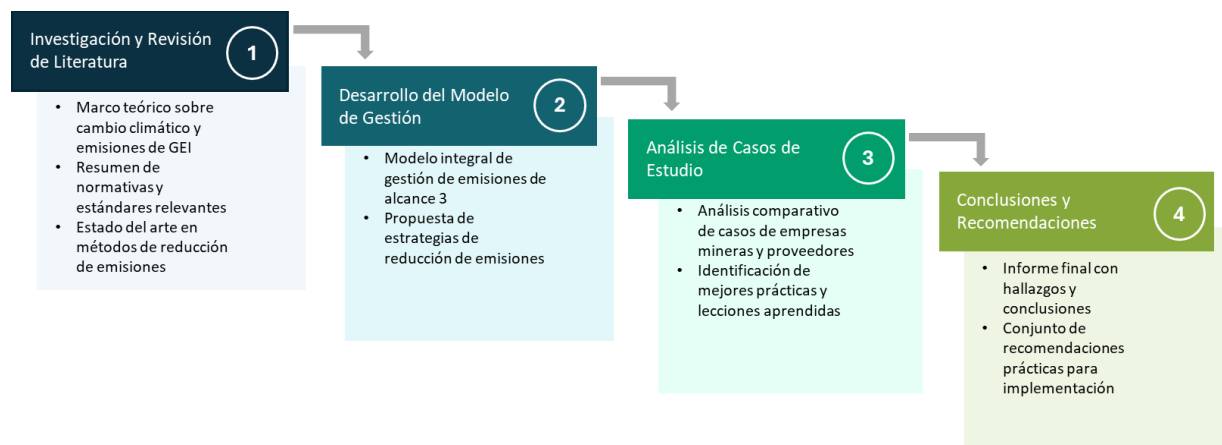 Investigación y Revisión
de Literatura
1
• Marco teórico sobre
cambio climático y
emisiones de GEI
• Resumen de
normativas y
estándares relevantes
• Estado del arte en
métodos de reducción
de emisiones
Desarrollo del Modelo
de Gestión
2
• Modelo integral de
gestión de emisiones de
alcance 3
• Propuesta de
estrategias de
reducción de emisiones
Análisis de Casos de
Estudio
3
• Análisis comparativo
de casos de empresas
mineras y proveedores
• Identificación de
mejores prácticas y
lecciones aprendidas
Conclusiones y
Recomendaciones
4
• Informe final con
hallazgos y
conclusiones
• Conjunto de
recomendaciones
prácticas para
implementación